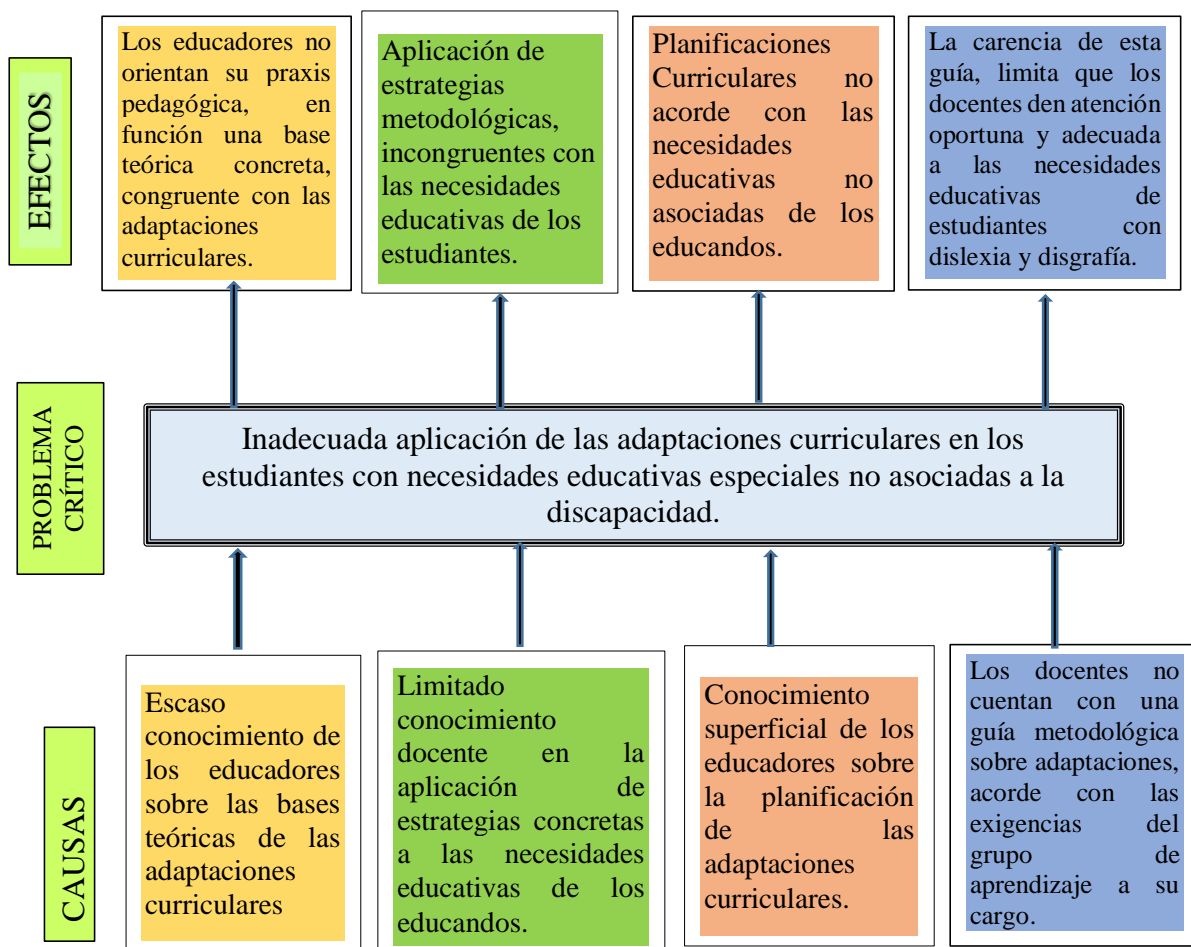 EFECTOS
Los educadores no
orientan su praxis
pedagógica, en
función una base
teórica concreta,
congruente con las
adaptaciones
curriculares.
Aplicación de
estrategias
metodológicas,
incongruentes con
las necesidades
educativas de los
estudiantes.
Planificaciones
Curriculares no
acorde con las
necesidades
educativas no
asociadas de los
educandos.
La carencia de esta
guía, limita que los
docentes den atención
oportuna y adecuada
a las necesidades
educativas de
estudiantes con
dislexia y disgrafía.
PROBLEMA
CRÍTICO
Inadecuada aplicación de las adaptaciones curriculares en los
estudiantes con necesidades educativas especiales no asociadas a la
discapacidad.
CAUSAS
Escaso
conocimiento de
los educadores
sobre las bases
teóricas de las
adaptaciones
curriculares
Limitado
conocimiento
docente en la
aplicación de
estrategias concretas
a las necesidades
educativas de los
educandos.
Conocimiento
superficial de los
educadores sobre
la planificación
de las
adaptaciones
curriculares.
Los docentes no
cuentan con una
guía metodológica
sobre adaptaciones,
acorde con las
exigencias del
grupo de
aprendizaje a su
cargo.